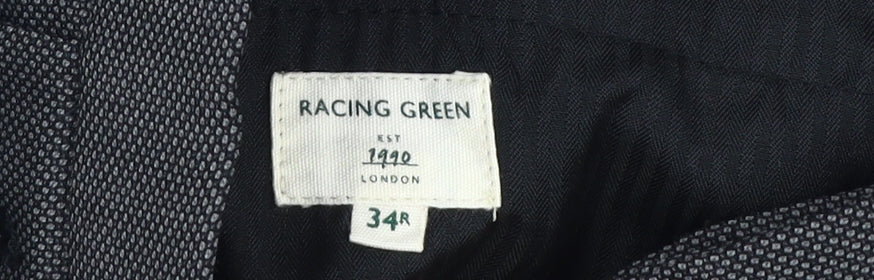 RACING GREEN
EST
1990
LONDON
34R